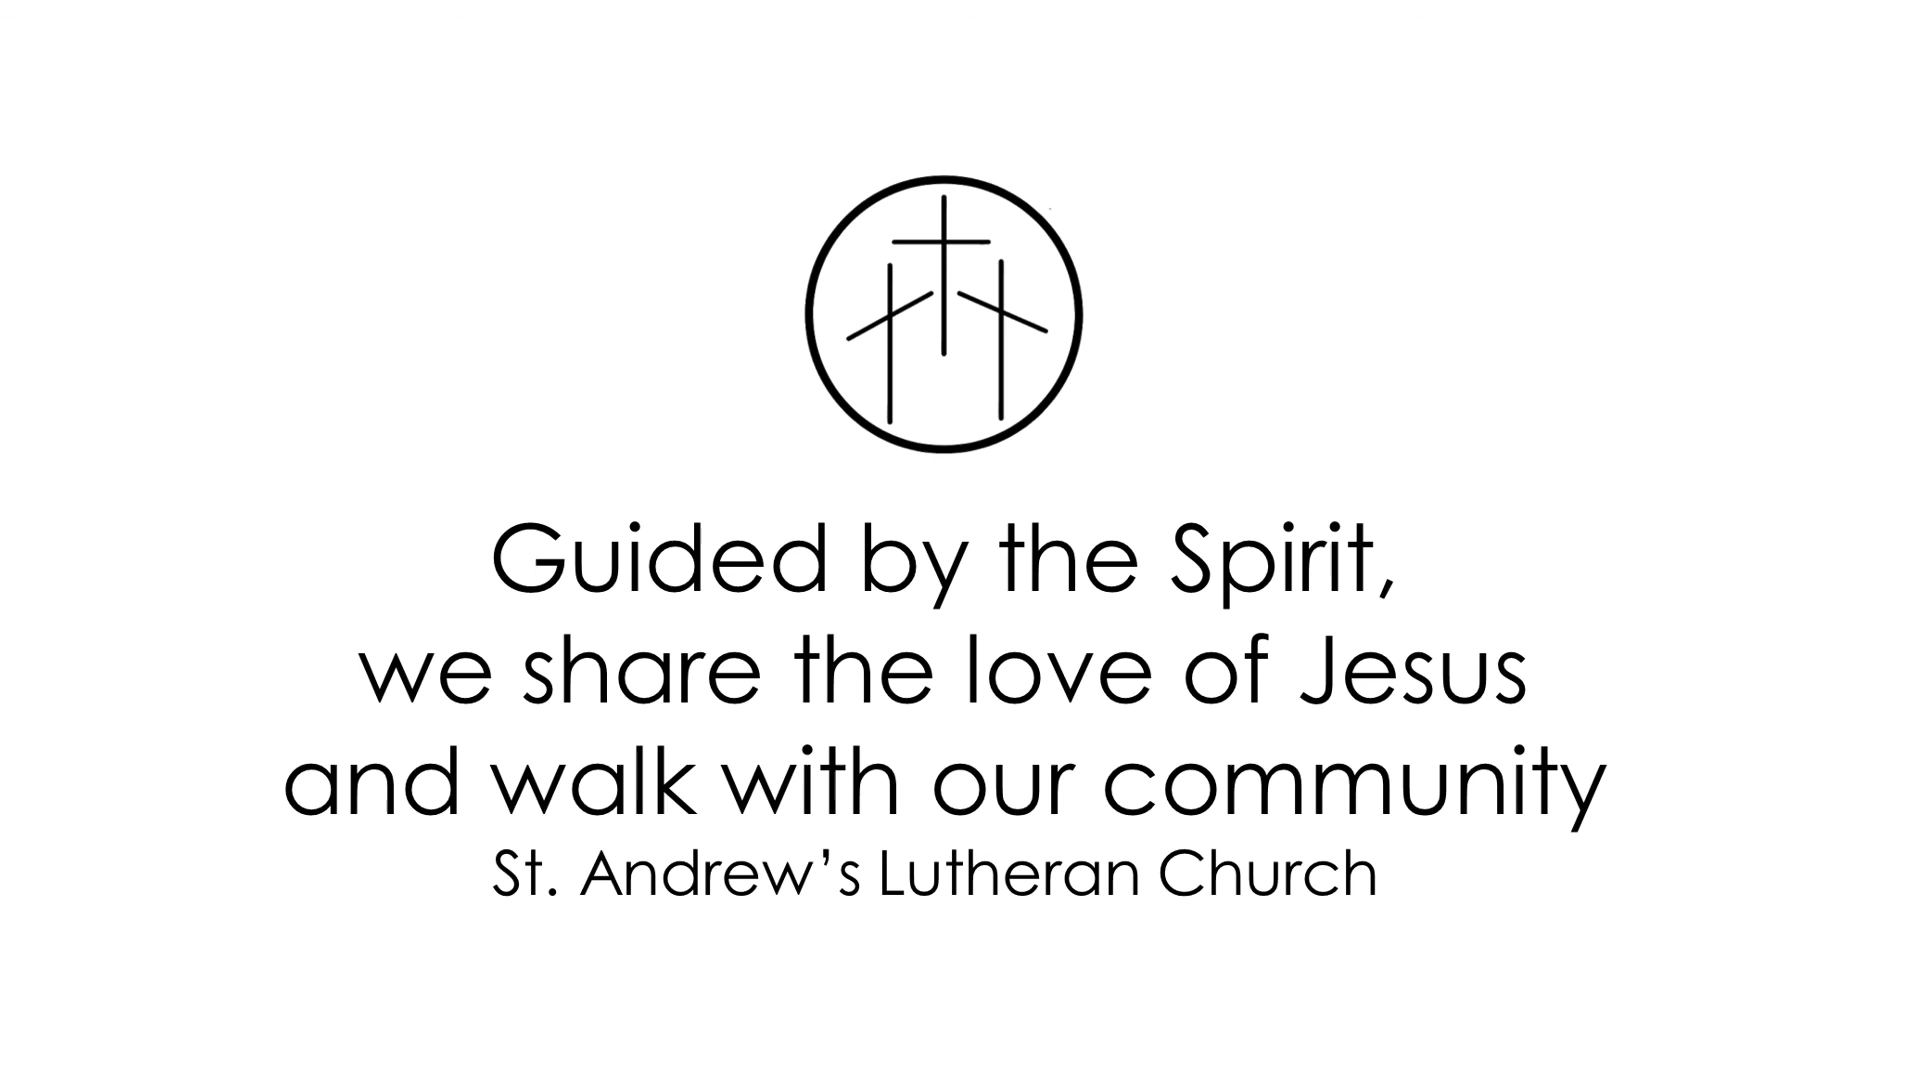 Guided by the Spirit,
we share the love of Jesus
and walk with our community
St. Andrew’s Lutheran Church